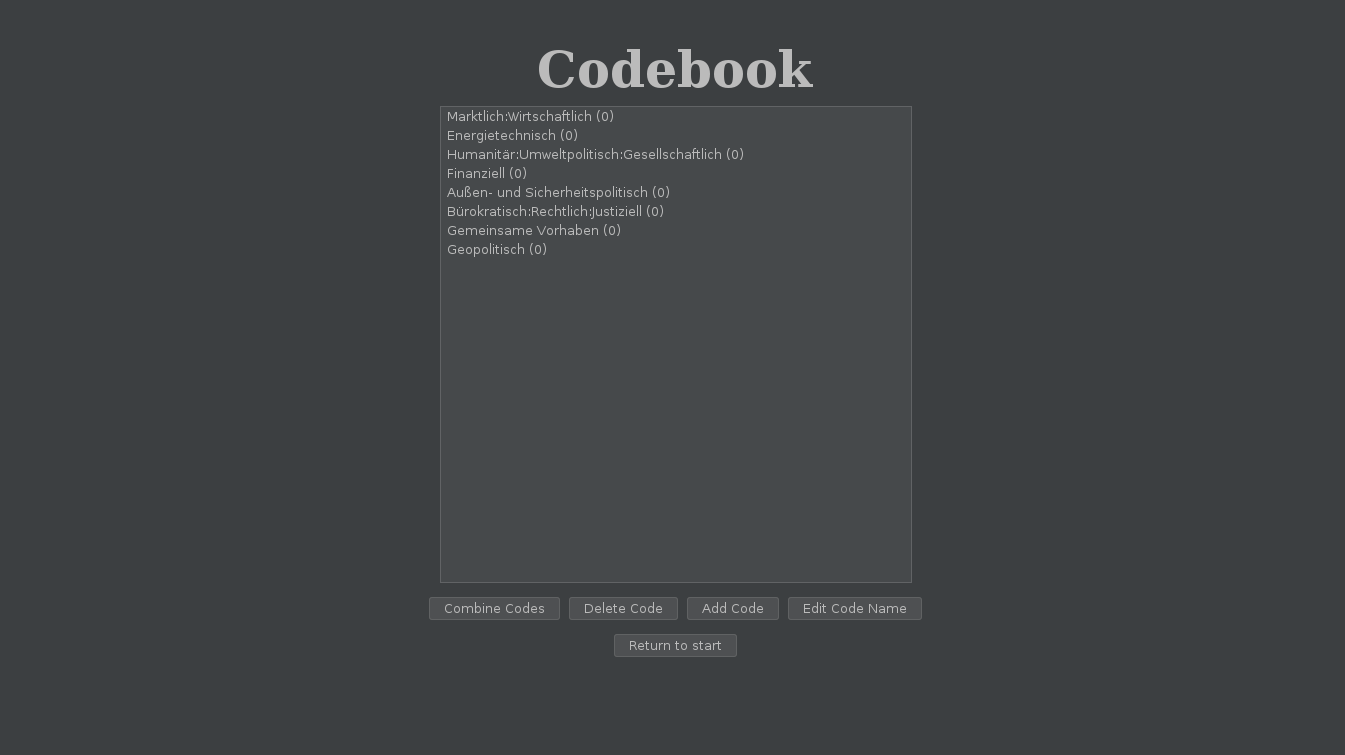 Codebook
Marktlich:Wirtschaftlich (0)
Energietechnisch (0)
Humanitär:Umweltpolitisch:Gesellschaftlich (0)
Finanziell (0)
Außen- und Sicherheitspolitisch (0)
Bürokratisch:Rechtlich:Justiziell (0)
Gemeinsame Vorhaben (0)
Geopolitisch (0)
Combine Codes Delete Code Add Code Edit Code Name
Return to start